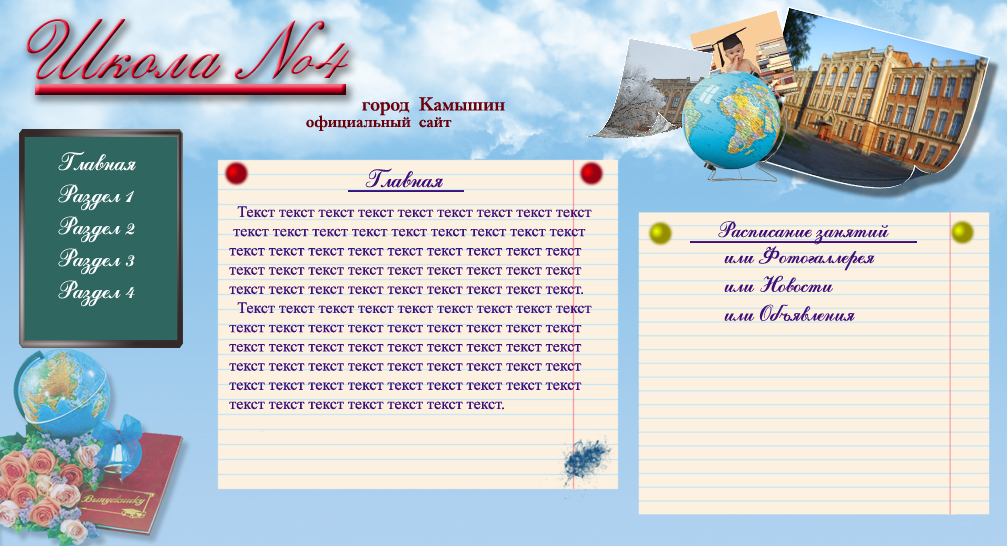 Школа №4
город Камышин
официальный сайт
Главная
Раздел 1
Раздел 2
Раздел 3
Раздел 4
Выпускнику
Главная
Текст текст текст текст текст текст текст текст текст
текст текст текст текст текст текст текст текст текст
текст текст текст текст текст текст текст текст текст
текст текст текст текст текст текст текст текст текст
текст текст текст текст текст текст текст текст текст.
Текст текст текст текст текст текст текст текст текст
текст текст текст текст текст текст текст текст текст
текст текст текст текст текст текст текст текст текст
текст текст текст текст текст текст текст текст текст
текст текст текст текст текст текст текст текст текст
текст текст текст текст текст текст текст.
Расписание занятий
или Фотогаллерея
или Новости
или Объявления